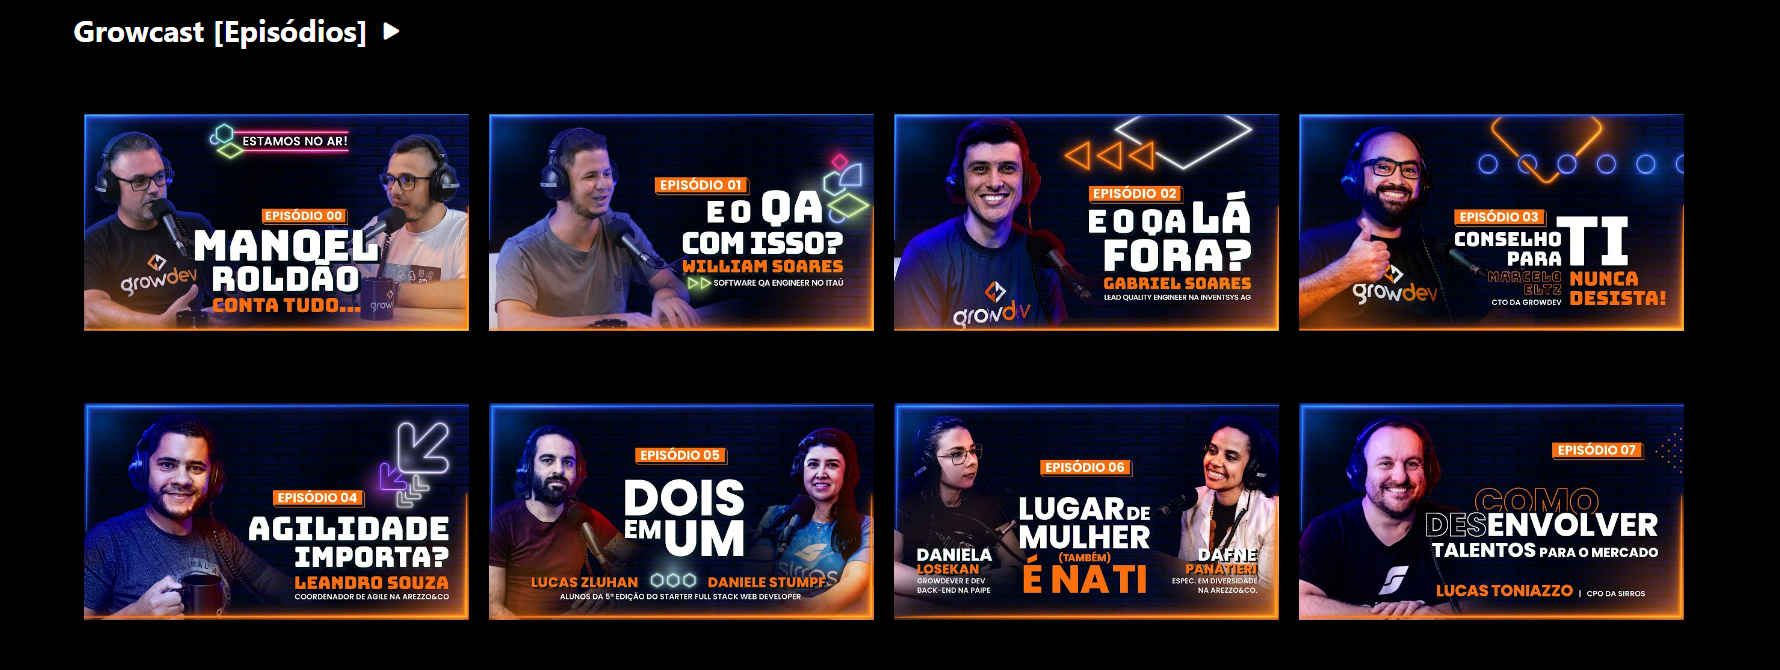 Growcast [Episódios]
ESTAMOS NO AR!
EPISÓDIO 00
MANOEL
ROLDÃO
CONTA TUDO...
growdev
EPISÓDIO 01
E O QA
COM ISSO?
WILLIAM SOARES
SOFTWARE QA ENGINEER NO ITAÚ
EPISÓDIO 02
E O QA LÁ
FORA?
GABRIEL SOARES
LEAD QUALITY ENGINEER NA INVENTSYS AG
growdev
EPISÓDIO 03
CONSELHO
PARA TI
MARCELO
ELTZ
CTO DA GROWDEV
NUNCA
DESISTA!
growdev
EPISÓDIO 04
AGILIDADE
IMPORTA?
LEANDRO SOUZA
COORDENADOR DE AGILE NA AREZZO&CO
EPISÓDIO 05
DOIS
EM UM
LUCAS ZLUHAN
DANIELE STUMPF
ALUNOS DA 5ª EDIÇÃO DO STARTER FULL STACK WEB DEVELOPER
sirros
EPISÓDIO 06
LUGAR DE
MULHER
(TAMBÉM)
É NA TI
DANIELA
LOSEKAN
GROWDEVER E DEV
BACK-END NA PAIPE
DAFNE
PANATIERI
ESPEC. EM DIVERSIDADE
NA AREZZO&CO.
EPISÓDIO 07
COMO
DESENVOLVER
TALENTOS PARA O MERCADO
LUCAS TONIAZZO | CPO DA SIRROS